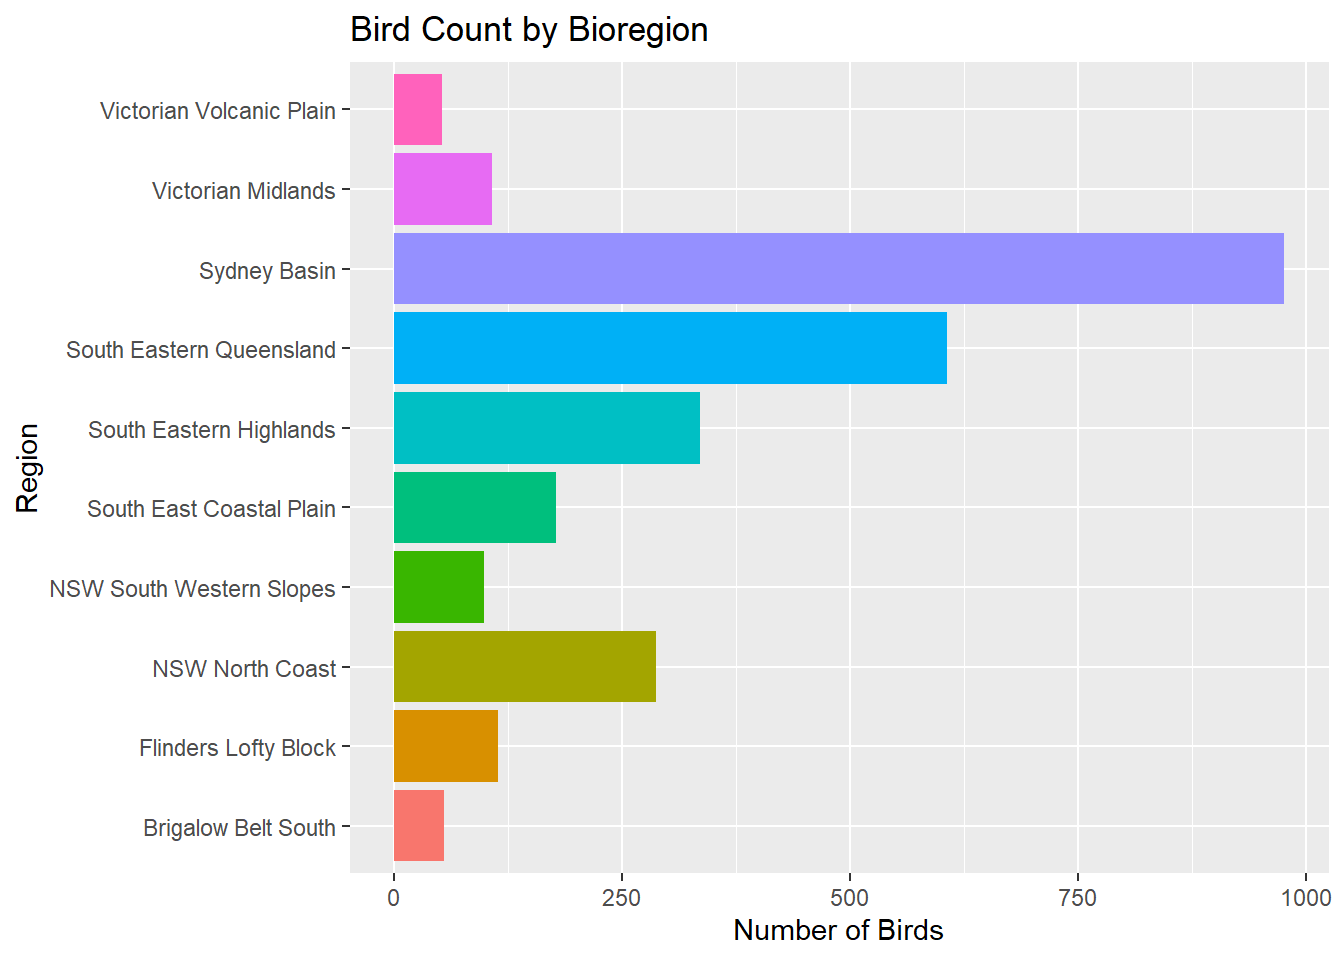 Bird Count by Bioregion
Victorian Volcanic Plain
Victorian Midlands
Sydney Basin
South Eastern Queensland
South Eastern Highlands
South East Coastal Plain
NSW South Western Slopes
NSW North Coast
Flinders Lofty Block
Brigalow Belt South
Region
0 250 500 750 1000
Number of Birds